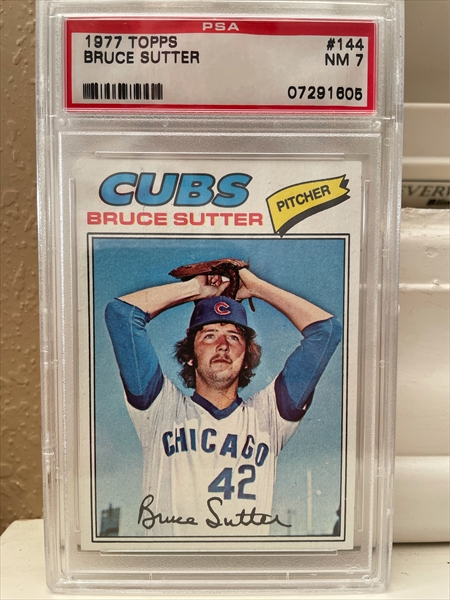 PSA
1977 TOPPS #144
BRUCE SUTTER NM 7
07291605
CUBS
BRUCE SUTTER
PITCHER
C
CHICAGO
42
Bruce Sutter